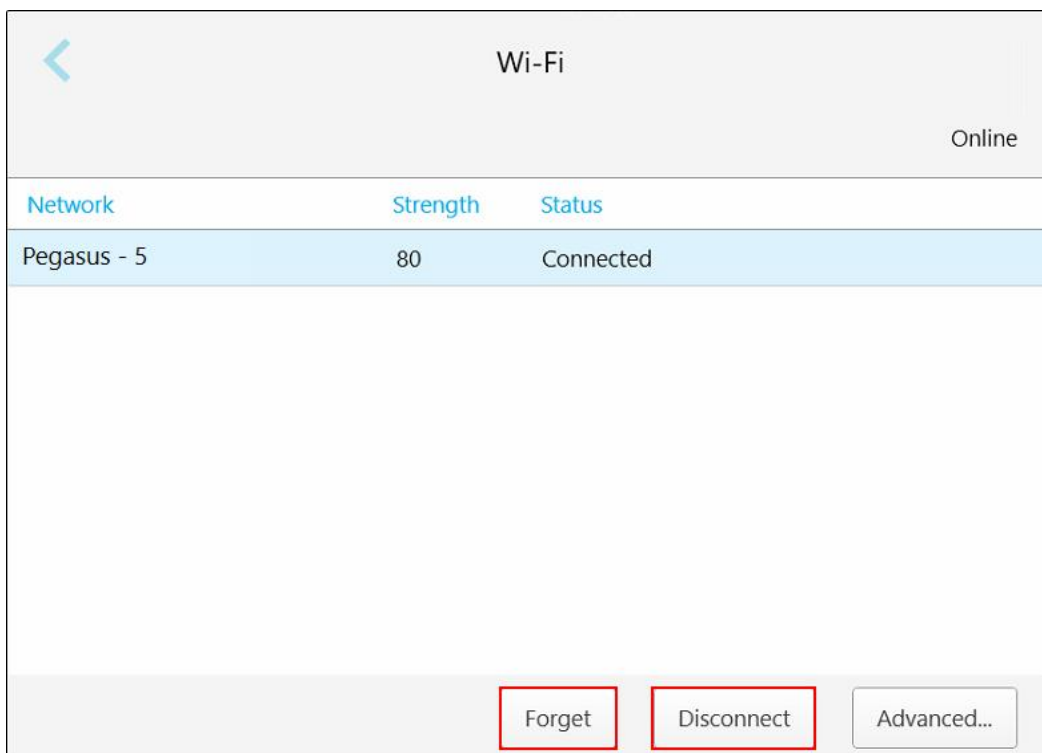 Wi-Fi
Online
Network Strength Status
Pegasus - 5 80 Connected
Forget Disconnect Advanced...